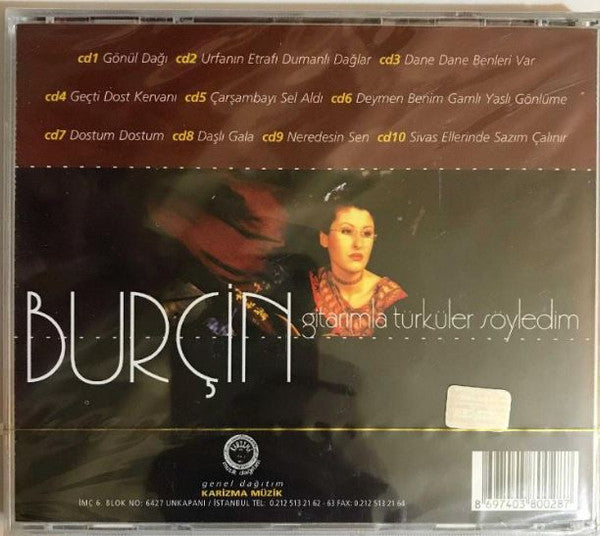 cd1 Gönül Dağı cd2 Urfanın Etrafı Dumanlı Dağlar cd3 Dane Dane Benleri Var
cd4 Geçti Dost Kervanı cd5 Çarşambayı Sel Aldı cd6 Deymen Benim Gamlı Yaslı Gönlüme
cd7 Dostum Dostum cd8 Daşlı Gala cd9 Neredesin Sen cd10 Sivas Ellerinde Sazım Çalınır
BURÇİN gitarımla türküler söyledim
genel dağıtım
KARİZMA MÜZİK
İMÇ 6. BLOK NO: 6427 UNKAPANI / İSTANBUL TEL: 0.212 513 21 62 - 63 FAX: 0.212 513 21 64
8 697403 800287